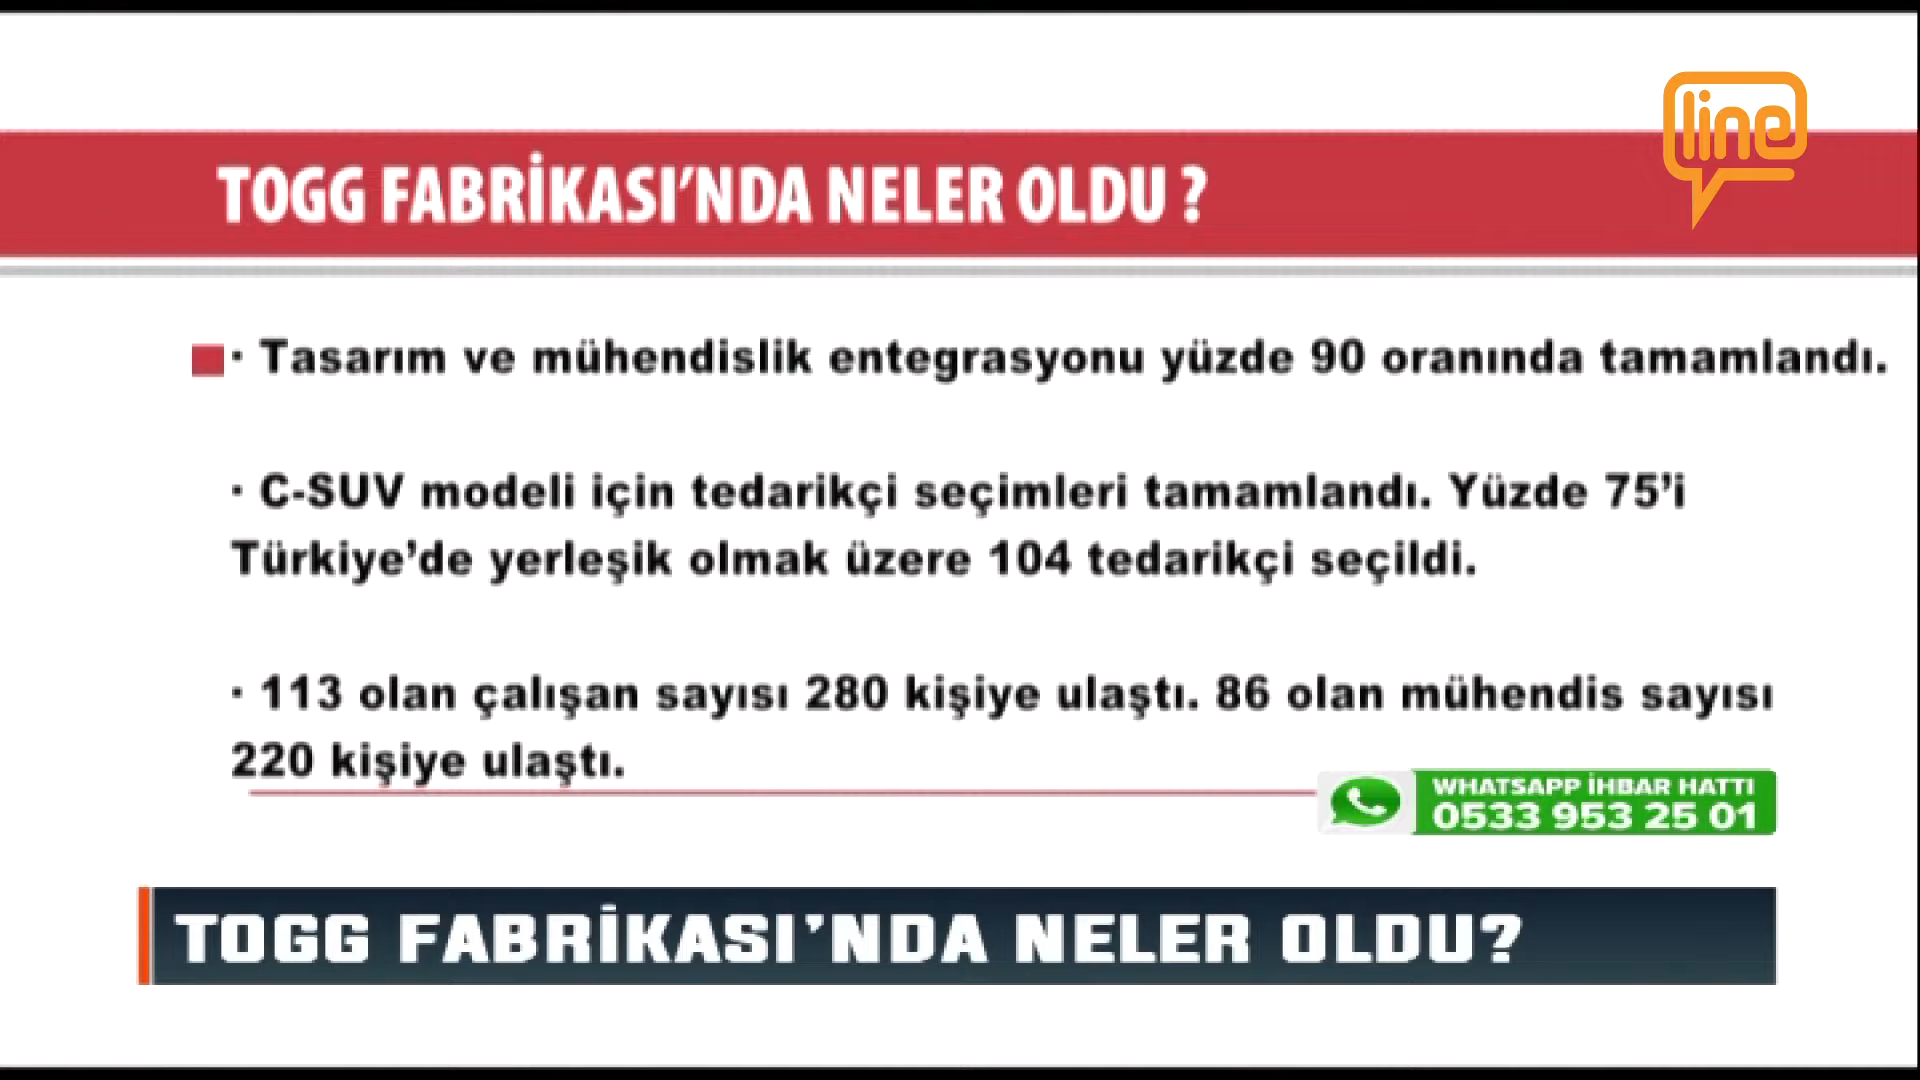 line
TOGG FABRİKASI’NDA NELER OLDU ?
· Tasarım ve mühendislik entegrasyonu yüzde 90 oranında tamamlandı.
· C-SUV modeli için tedarikçi seçimleri tamamlandı. Yüzde 75’i
Türkiye’de yerleşik olmak üzere 104 tedarikçi seçildi.
· 113 olan çalışan sayısı 280 kişiye ulaştı. 86 olan mühendis sayısı
220 kişiye ulaştı.
WHATSAPP İHBAR HATTI
0533 953 25 01
TOGG FABRİKASI’NDA NELER OLDU?